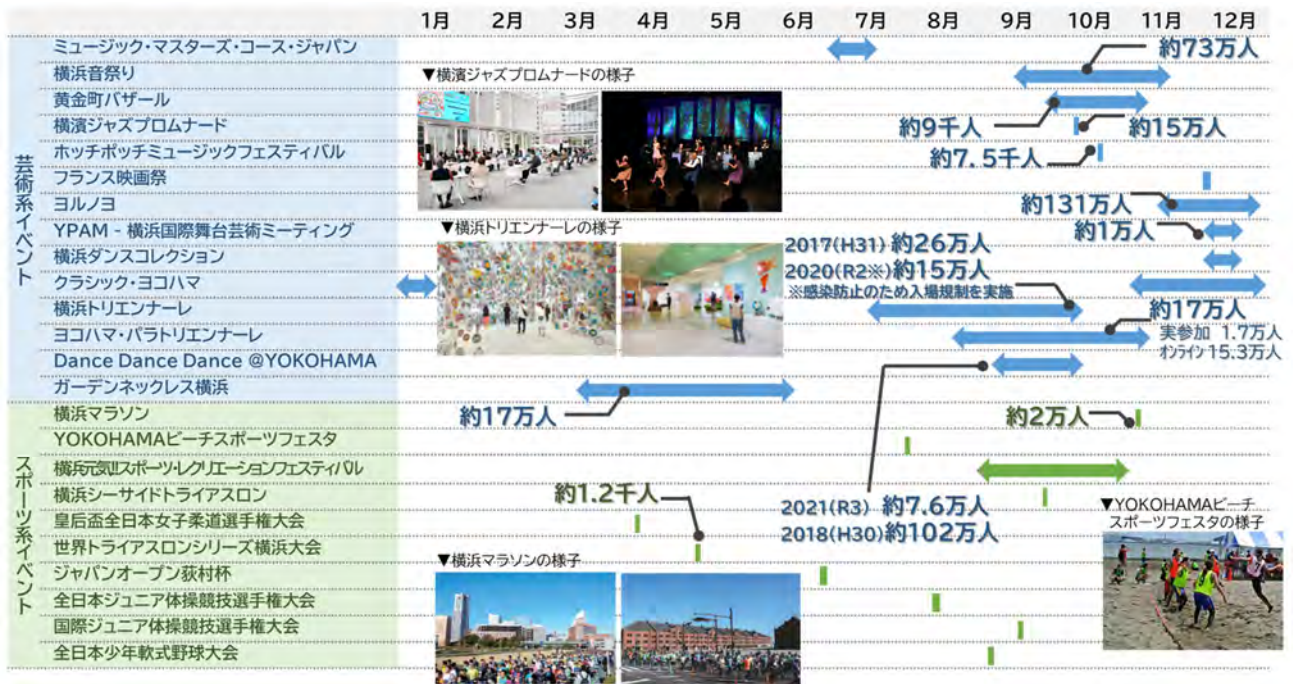 1月 2月 3月 4月 5月 6月 7月 8月 9月 10月 11月 12月
芸術系イベント
ミュージック・マスターズ・コース・ジャパン
約73万人
横浜音祭り
▼横濱ジャズプロムナードの様子
黄金町バザール
約9千人
横濱ジャズプロムナード
約15万人
ホッチポッチミュージックフェスティバル
約7.5千人
フランス映画祭
ヨルノヨ
約131万人
YPAM - 横浜国際舞台芸術ミーティング
▼横浜トリエンナーレの様子
約1万人
横浜ダンスコレクション
2017(H31) 約26万人
クラシック・ヨコハマ
2020(R2※)約15万人
※感染防止のため入場規制を実施
横浜トリエンナーレ
約17万人
ヨコハマ・パラトリエンナーレ
実参加 1.7万人
オンライン 15.3万人
Dance Dance Dance @YOKOHAMA
ガーデンネックレス横浜
約17万人
スポーツ系イベント
横浜マラソン
約2万人
YOKOHAMAビーチスポーツフェスタ
横浜元気!!スポーツ・レクリエーションフェスティバル
横浜シーサイドトライアスロン
約1.2千人
2021(R3) 約7.6万人
2018(H30)約102万人
▼YOKOHAMAビーチ
スポーツフェスタの様子
皇后盃全日本女子柔道選手権大会
世界トライアスロンシリーズ横浜大会
▼横浜マラソンの様子
ジャパンオープン荻村杯
全日本ジュニア体操競技選手権大会
国際ジュニア体操競技選手権大会
全日本少年軟式野球大会